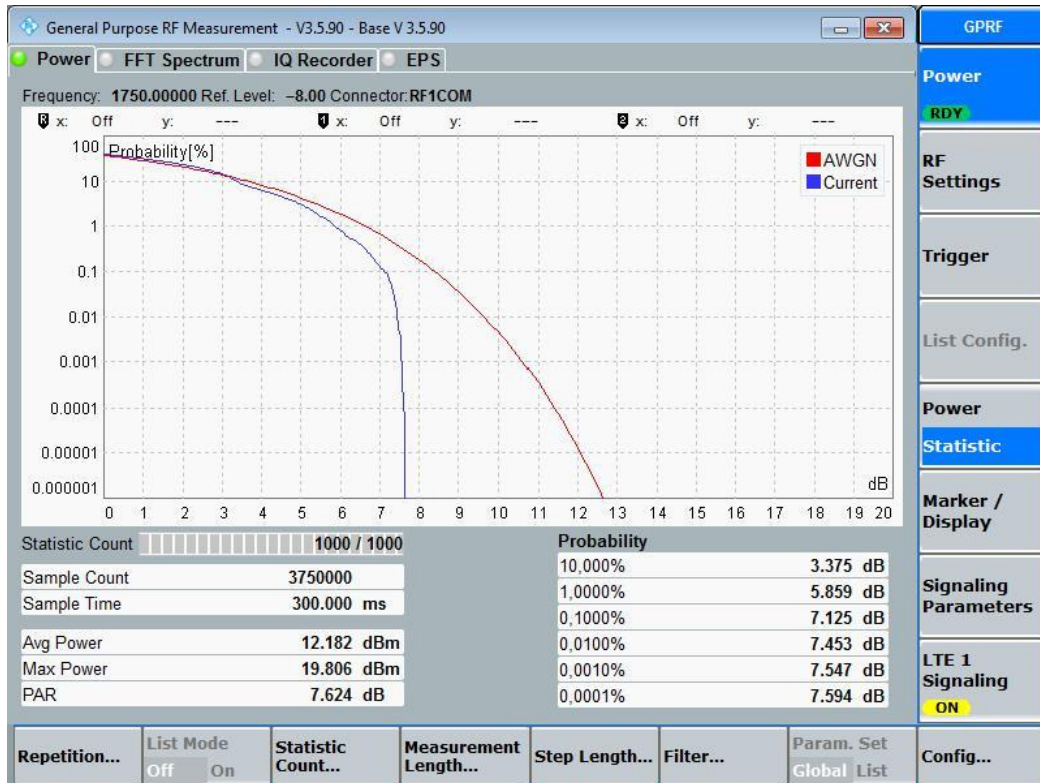 General Purpose RF Measurement - V3.5.90 - Base V 3.5.90
GPRF
Power FFT Spectrum IQ Recorder EPS
Frequency: 1750.00000 Ref. Level: -8.00 Connector:RF1COM
R x: Off y: --- 1 x: Off y: --- 2 x: Off y: ---
Probability[%]
AWGN
Current
100
10
1
0.1
0.01
0.001
0.0001
0.00001
0.000001
dB
0 1 2 3 4 5 6 7 8 9 10 11 12 13 14 15 16 17 18 19 20
Statistic Count 1000 / 1000
Sample Count 3750000
Sample Time 300.000 ms
Avg Power 12.182 dBm
Max Power 19.806 dBm
PAR 7.624 dB
Probability
10,000% 3.375 dB
1,0000% 5.859 dB
0,1000% 7.125 dB
0,0100% 7.453 dB
0,0010% 7.547 dB
0,0001% 7.594 dB
Power
RDY
RF
Settings
Trigger
List Config.
Power
Statistic
Marker /
Display
Signaling
Parameters
LTE 1
Signaling
ON
Repetition...
List Mode
Off On
Statistic
Count...
Measurement
Length...
Step Length...
Filter...
Param. Set
Global List
Config...